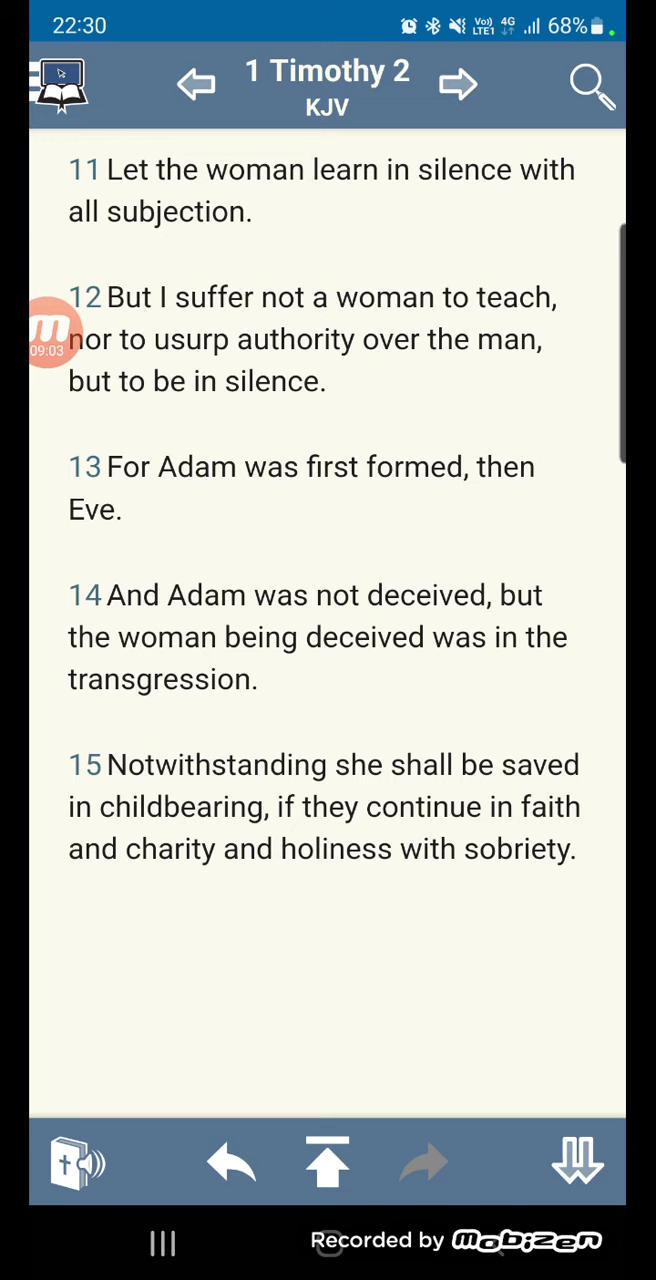 22:30 Vo)) LTE1 4G 68%
1 Timothy 2
KJV
11 Let the woman learn in silence with
all subjection.
12 But I suffer not a woman to teach,
09:03
nor to usurp authority over the man,
but to be in silence.
13 For Adam was first formed, then
Eve.
14 And Adam was not deceived, but
the woman being deceived was in the
transgression.
15 Notwithstanding she shall be saved
in childbearing, if they continue in faith
and charity and holiness with sobriety.
Recorded by mobizen